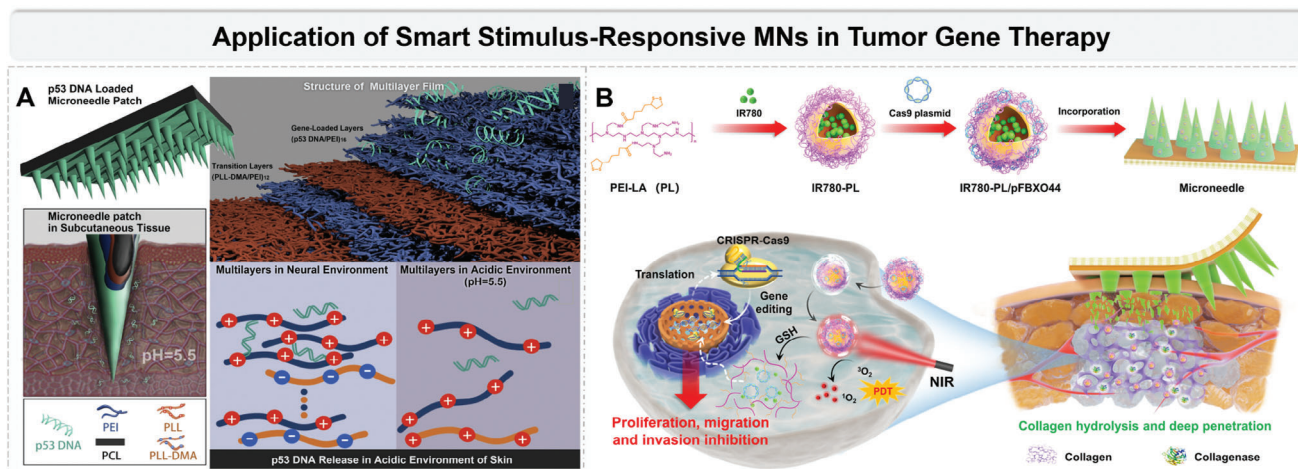 Application of Smart Stimulus-Responsive MNs in Tumor Gene Therapy
A
p53 DNA Loaded
Microneedle Patch
Structure of Multilayer Film
Gene-Loaded Layers
(p53 DNA/PEI)16
Transition Layers
(PLL-DMA/PEI)12
Microneedle patch
in Subcutaneous Tissue
pH=5.5
Multilayers in Neural Environment
Multilayers in Acidic Environment
(pH=5.5)
p53 DNA
PEI
PLL
PCL
PLL-DMA
p53 DNA Release in Acidic Environment of Skin
B
IR780
Cas9 plasmid
Incorporation
PEI-LA (PL)
IR780-PL
IR780-PL/pFBXO44
Microneedle
CRISPR-Cas9
Translation
Gene
editing
GSH
3O2
1O2
PDT
NIR
Proliferation, migration
and invasion inhibition
Collagen hydrolysis and deep penetration
Collagen
Collagenase